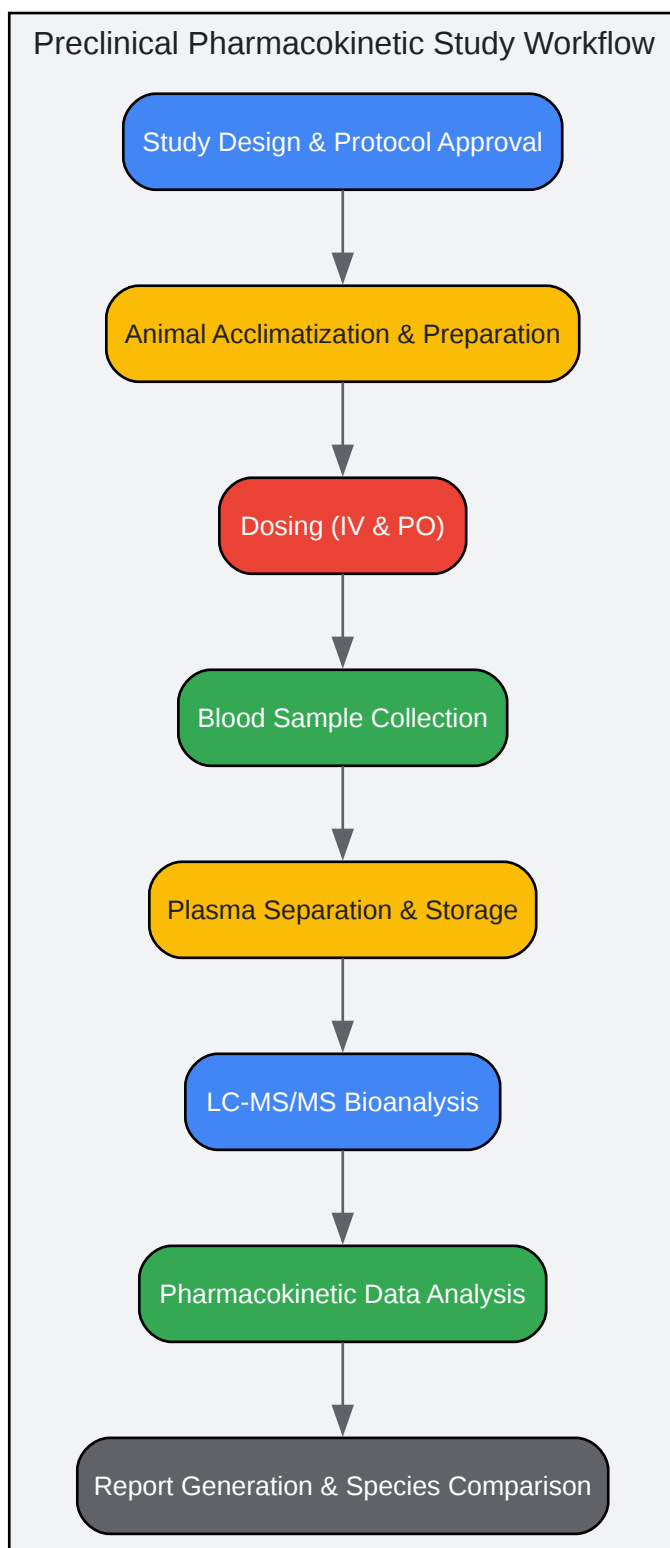 Preclinical Pharmacokinetic Study Workflow
Study Design & Protocol Approval
Animal Acclimatization & Preparation
Dosing (IV & PO)
Blood Sample Collection
Plasma Separation & Storage
LC-MS/MS Bioanalysis
Pharmacokinetic Data Analysis
Report Generation & Species Comparison